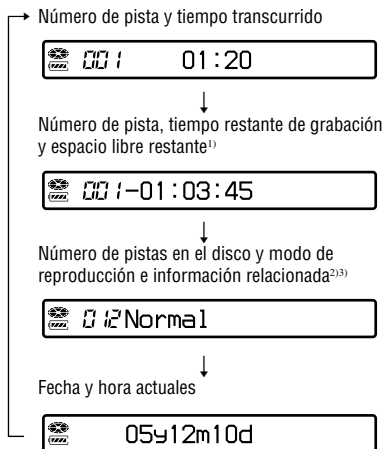 Número de pista y tiempo transcurrido
001 01:20
Número de pista, tiempo restante de grabación
y espacio libre restante1)
001-01:03:45
Número de pistas en el disco y modo de
reproducción e información relacionada2)3)
012Normal
Fecha y hora actuales
05y12m10d